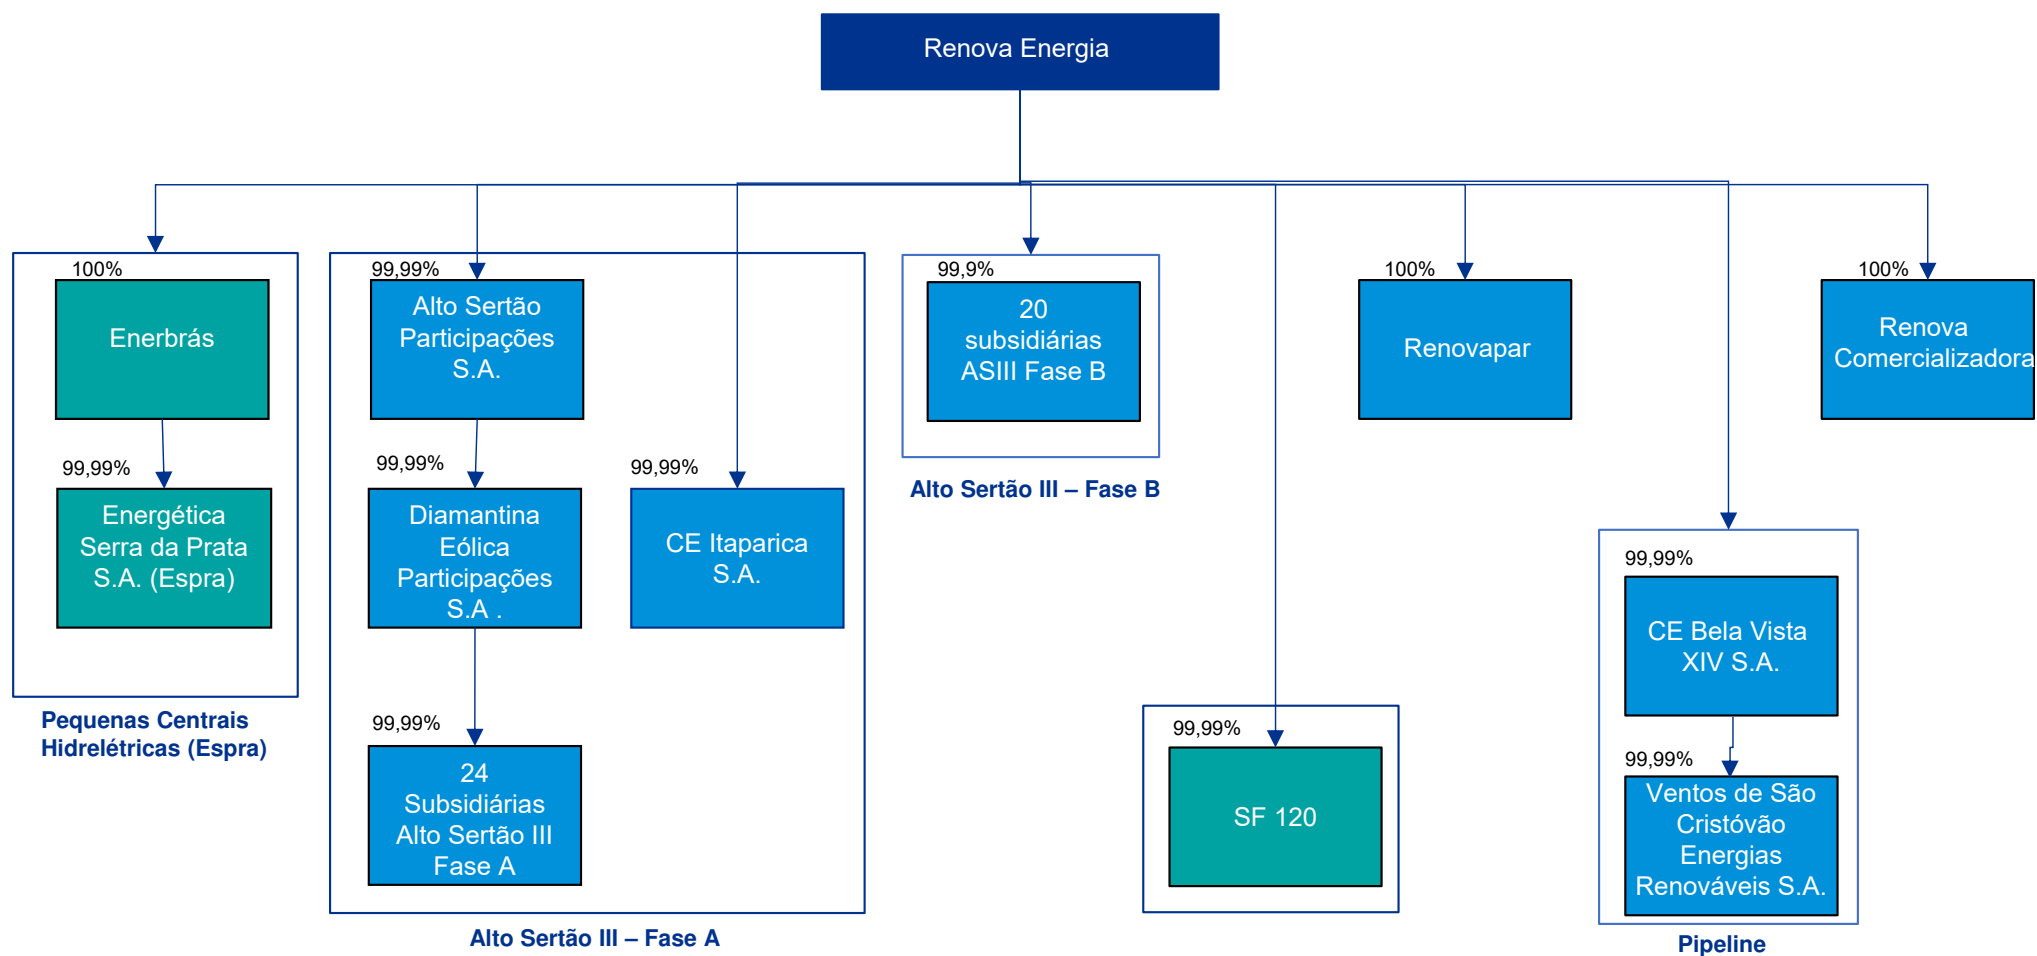 Renova Energia
100%
Enerbrás
99,99%
Energética
Serra da Prata
S.A. (Espra)
Pequenas Centrais
Hidrelétricas (Espra)
99,99%
Alto Sertão
Participações
S.A.
99,99%
Diamantina
Eólica
Participações
S.A .
99,99%
24
Subsidiárias
Alto Sertão III
Fase A
99,99%
CE Itaparica
S.A.
Alto Sertão III – Fase A
99,9%
20
subsidiárias
ASIII Fase B
Alto Sertão III – Fase B
99,99%
SF 120
100%
Renovapar
99,99%
CE Bela Vista
XIV S.A.
99,99%
Ventos de São
Cristóvão
Energias
Renováveis S.A.
Pipeline
100%
Renova
Comercializadora